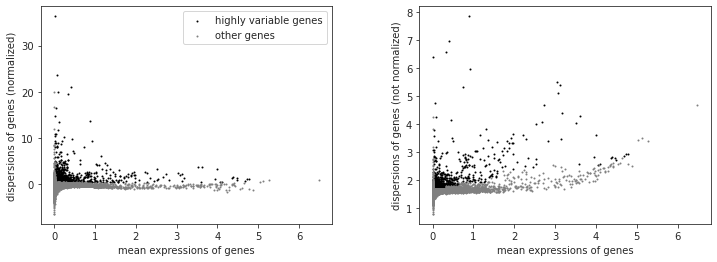 highly variable genes
other genes
dispersions of genes (normalized)
30
20
10
0
0 1 2 3 4 5 6
mean expressions of genes
dispersions of genes (not normalized)
8
7
6
5
4
3
2
1
0 1 2 3 4 5 6
mean expressions of genes